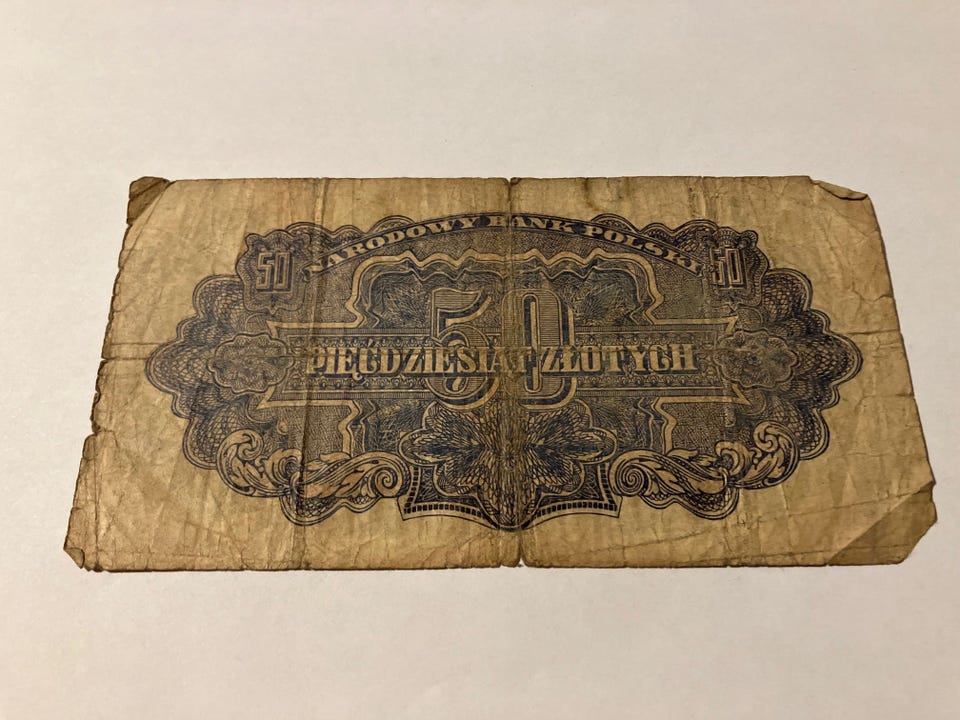 NARODOWY BANK POLSKI
50 50
50
PIĘĆDZIESIĄT ZŁOTYCH